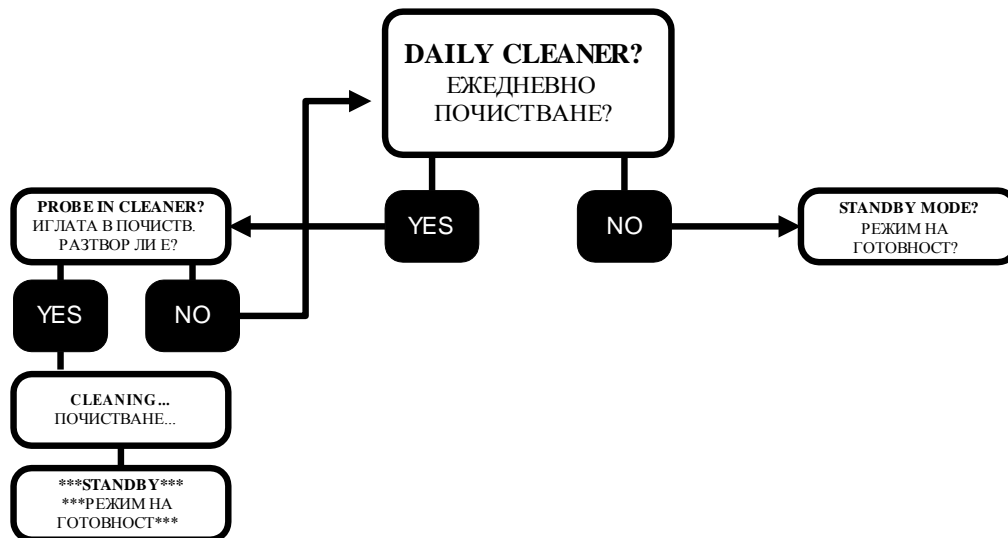 DAILY CLEANER?
ЕЖЕДНЕВНО
ПОЧИСТВАНЕ?
YES
NO
PROBE IN CLEANER?
ИГЛАТА В ПОЧИСТВ.
РАЗТВОР ЛИ Е?
STANDBY MODE?
РЕЖИМ НА
ГОТОВНОСТ?
YES
NO
CLEANING...
ПОЧИСТВАНЕ...
***STANDBY***
***РЕЖИМ НА
ГОТОВНОСТ***